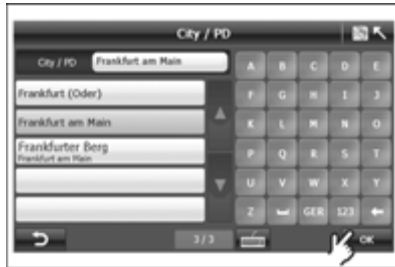 City / PD
City / PD Frankfurt am Main
Frankfurt (Oder)
Frankfurt am Main
Frankfurter Berg
Frankfurt am Main
A B C D E
F G H I J
K L M N O
P Q R S T
U V W X Y
Z GER 123
3/3
OK